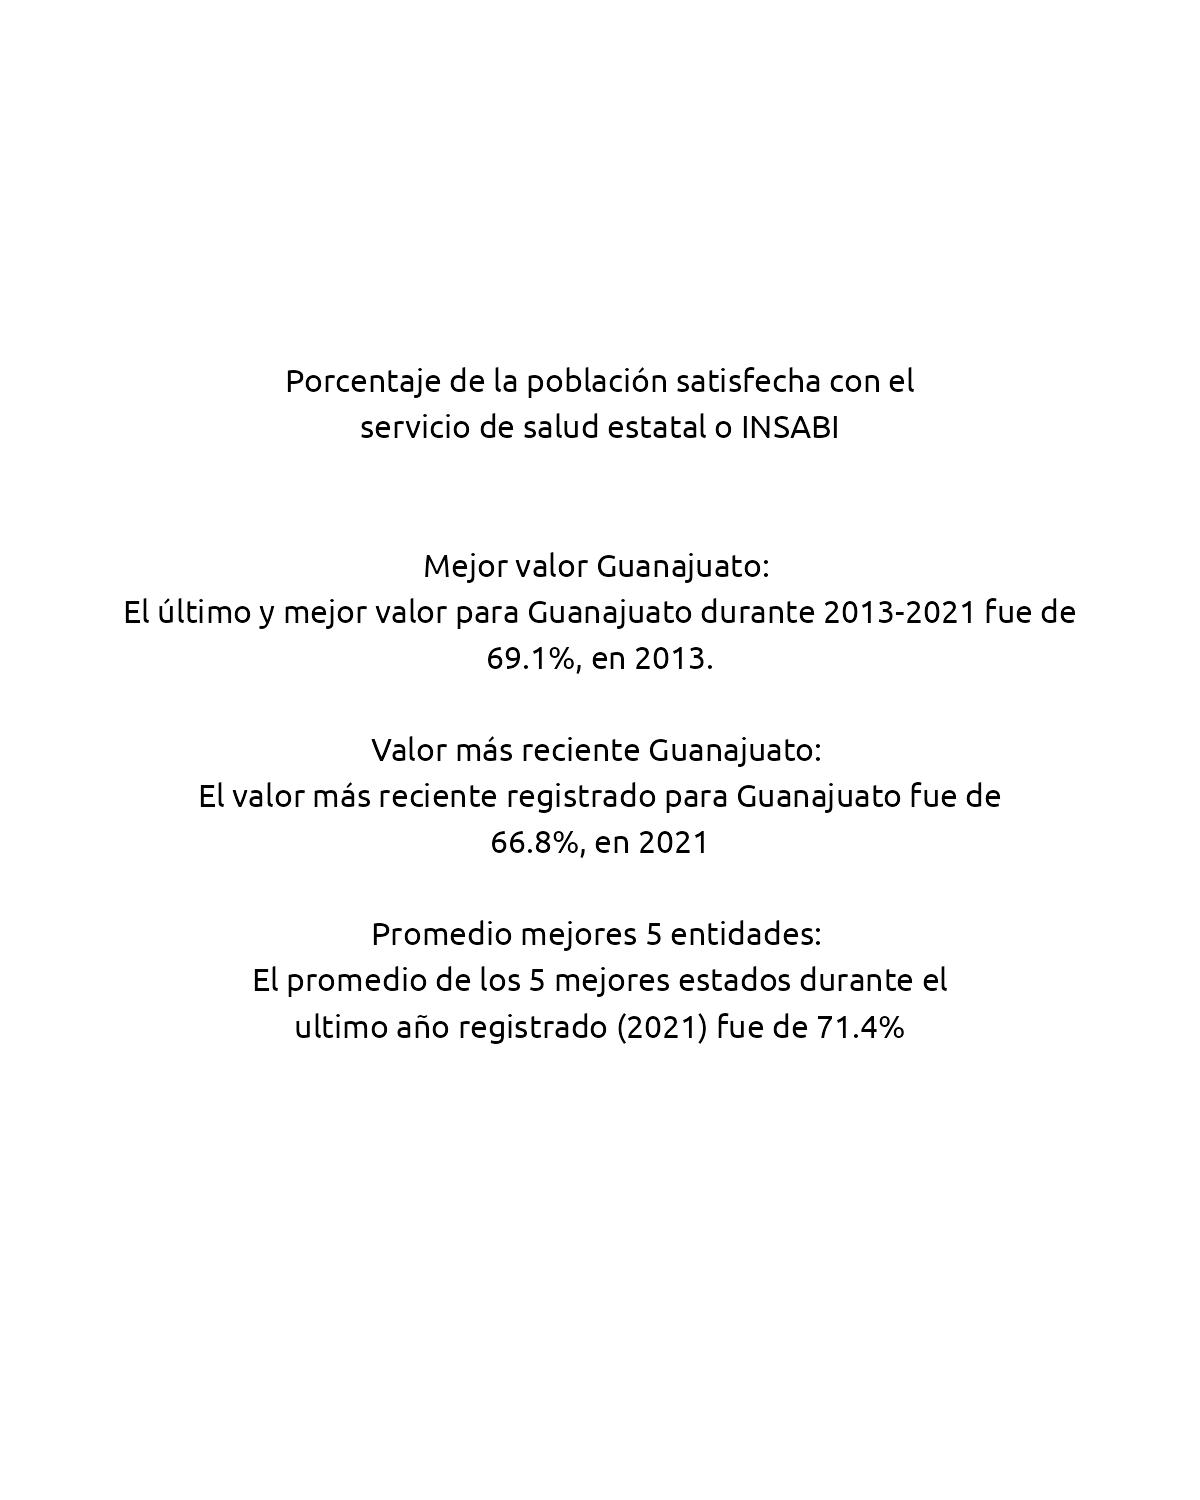 Porcentaje de la población satisfecha con el
servicio de salud estatal o INSABI
Mejor valor Guanajuato:
El último y mejor valor para Guanajuato durante 2013-2021 fue de
69.1%, en 2013.
Valor más reciente Guanajuato:
El valor más reciente registrado para Guanajuato fue de
66.8%, en 2021
Promedio mejores 5 entidades:
El promedio de los 5 mejores estados durante el
ultimo año registrado (2021) fue de 71.4%